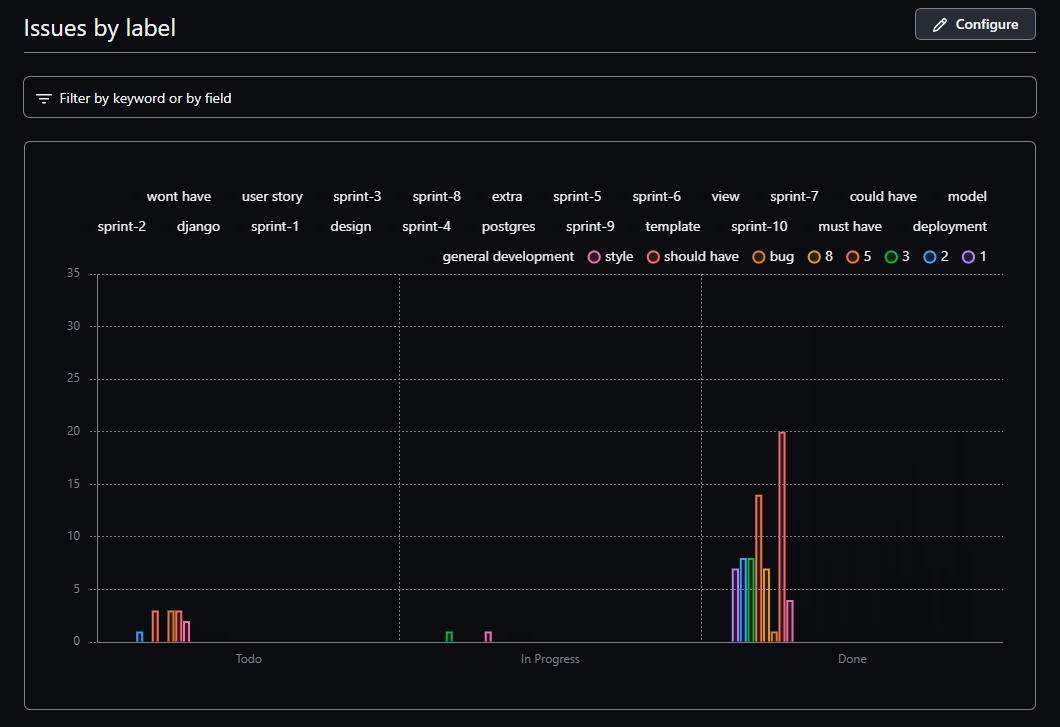 Issues by label
Configure
Filter by keyword or by field
wont have user story sprint-3 sprint-8 extra sprint-5 sprint-6 view sprint-7 could have model
sprint-2 django sprint-1 design sprint-4 postgres sprint-9 template sprint-10 must have deployment
general development style should have bug 8 5 3 2 1
35
30
25
20
15
10
5
0
Todo In Progress Done